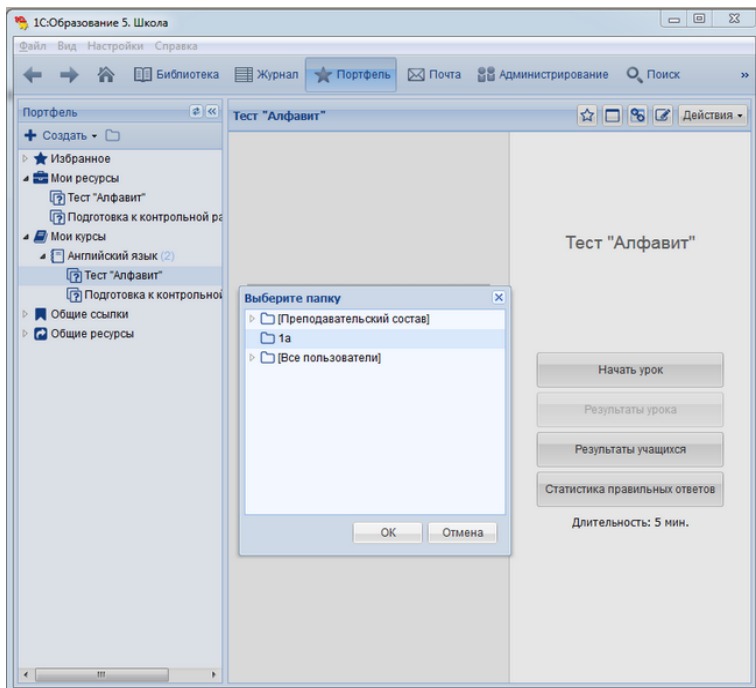 1С:Образование 5. Школа
Файл Вид Настройки Справка
Библиотека Журнал Портфель Почта Администрирование Поиск »
Портфель
Создать
Избранное
Мои ресурсы
Тест "Алфавит"
Подготовка к контрольной ра
Мои курсы
Английский язык (2)
Тест "Алфавит"
Подготовка к контрольной
Общие ссылки
Общие ресурсы
Тест "Алфавит"
Действия
Выберите папку
[Преподавательский состав]
1а
[Все пользователи]
ОК Отмена
Тест "Алфавит"
Начать урок
Результаты урока
Результаты учащихся
Статистика правильных ответов
Длительность: 5 мин.